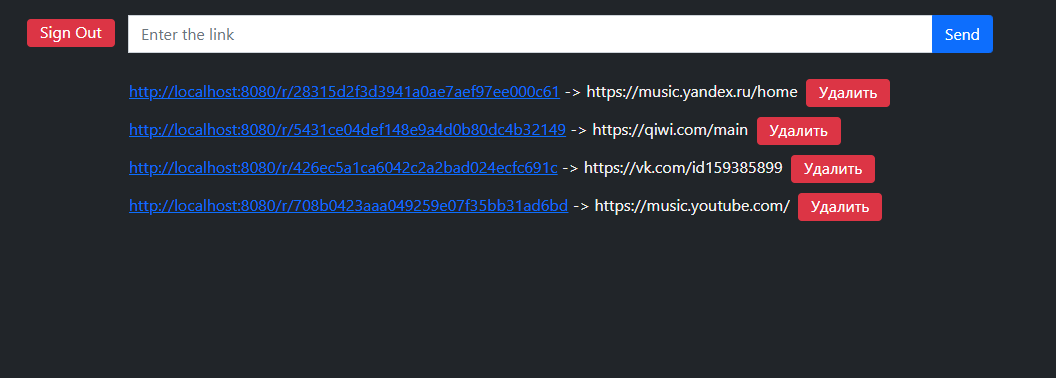 Sign Out Enter the link Send
http://localhost:8080/r/28315d2f3d3941a0ae7aef97ee000c61 -> https://music.yandex.ru/home Удалить
http://localhost:8080/r/5431ce04def148e9a4d0b80dc4b32149 -> https://qiwi.com/main Удалить
http://localhost:8080/r/426ec5a1ca6042c2a2bad024ecfc691c -> https://vk.com/id159385899 Удалить
http://localhost:8080/r/708b0423aaa049259e07f35bb31ad6bd -> https://music.youtube.com/ Удалить